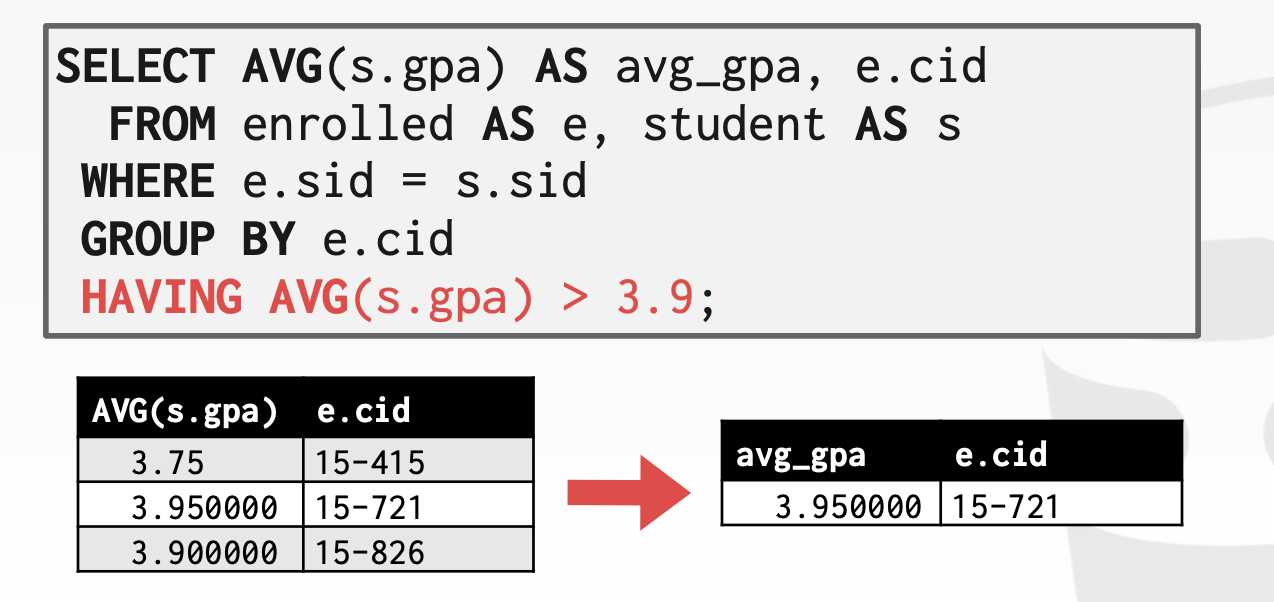 SELECT AVG(s.gpa) AS avg_gpa, e.cid
FROM enrolled AS e, student AS s
WHERE e.sid = s.sid
GROUP BY e.cid
HAVING AVG(s.gpa) > 3.9;
AVG(s.gpa) e.cid
3.75 15-415
3.950000 15-721
3.900000 15-826
avg_gpa e.cid
3.950000 15-721